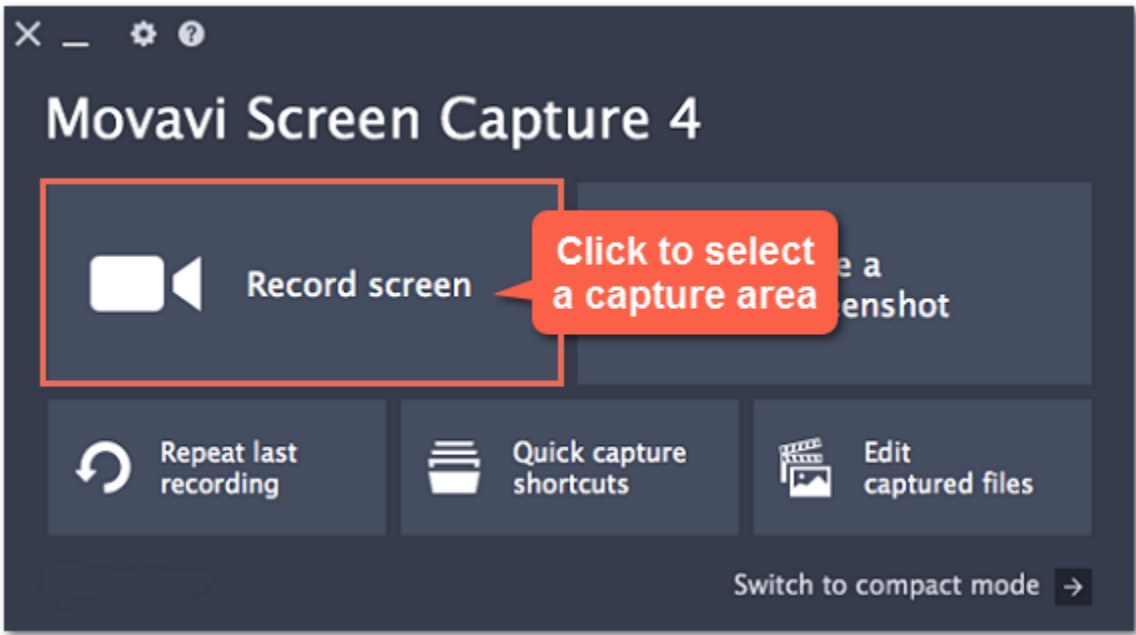 Movavi Screen Capture 4
Record screen
Click to select
a capture area
e a
enshot
Repeat last
recording
Quick capture
shortcuts
Edit
captured files
Switch to compact mode